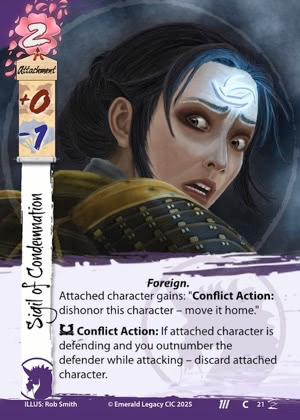 2
Attachment
+0
-1
Sigil of Condemnation
Foreign.
Attached character gains: "Conflict Action:
dishonor this character – move it home."
Conflict Action: If attached character is
defending and you outnumber the
defender while attacking – discard attached
character.
ILLUS: Rob Smith
© Emerald Legacy CIC 2025
C 21